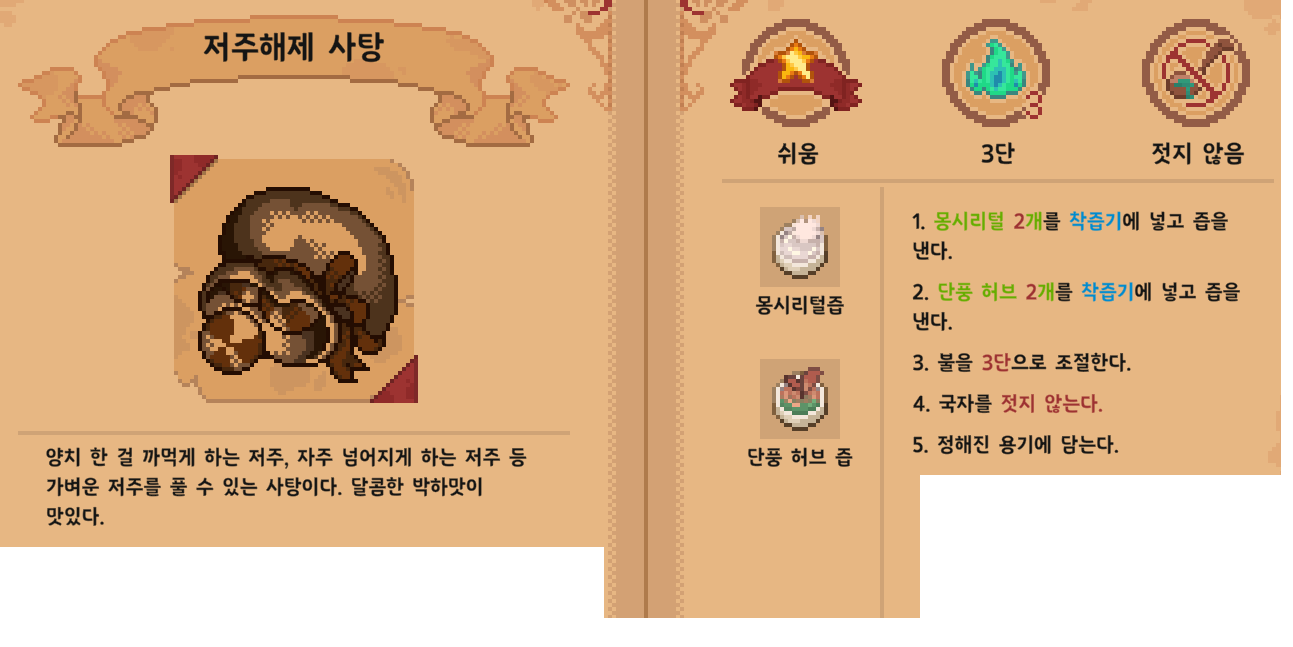 저주해제 사탕
양치 한 걸 까먹게 하는 저주, 자주 넘어지게 하는 저주 등
가벼운 저주를 풀 수 있는 사탕이다. 달콤한 박하맛이
맛있다.
쉬움
3
3단
젓지 않음
몽시리털즙
단풍 허브 즙
1. 몽시리털 2개를 착즙기에 넣고 즙을
낸다.
2. 단풍 허브 2개를 착즙기에 넣고 즙을
낸다.
3. 불을 3단으로 조절한다.
4. 국자를 젓지 않는다.
5. 정해진 용기에 담는다.